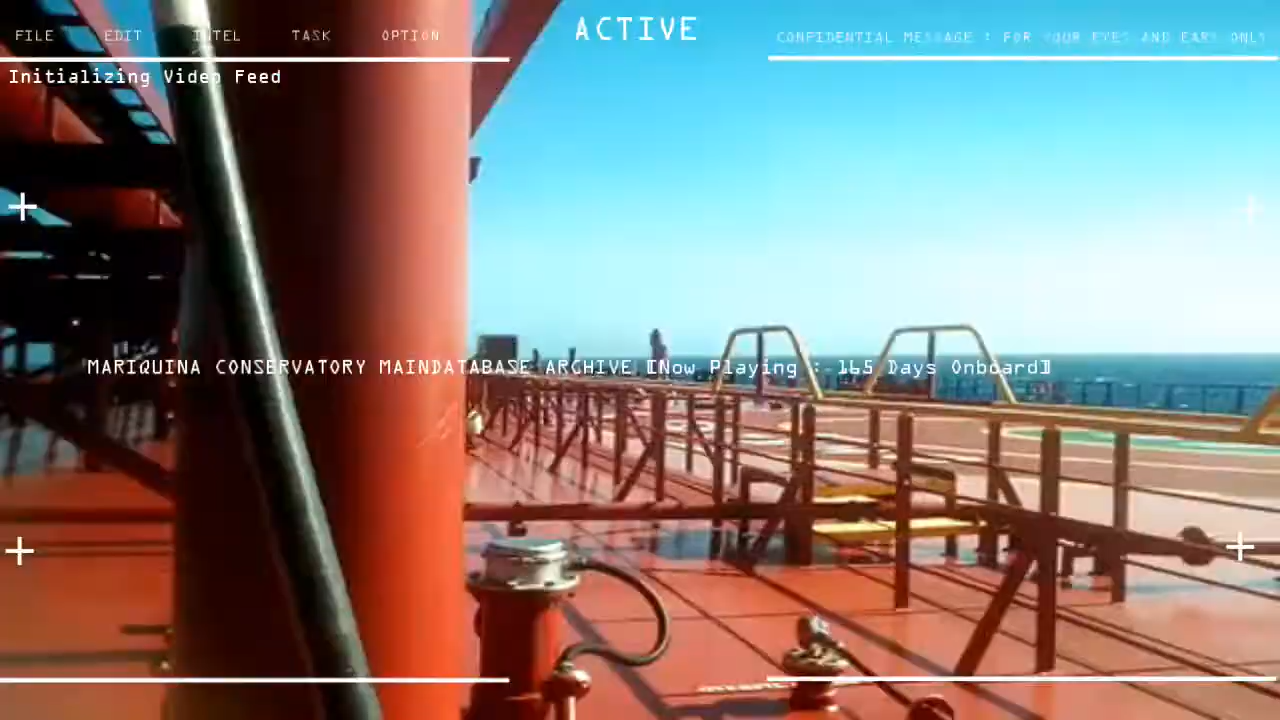 FILE EDIT INTEL TASK OPTION
ACTIVE
CONFIDENTIAL MESSAGE : FOR YOUR EYES AND EARS ONLY
Initializing Video Feed
MARIQUINA CONSERVATORY MAINDATABASE ARCHIVE [Now Playing : 165 Days Onboard]